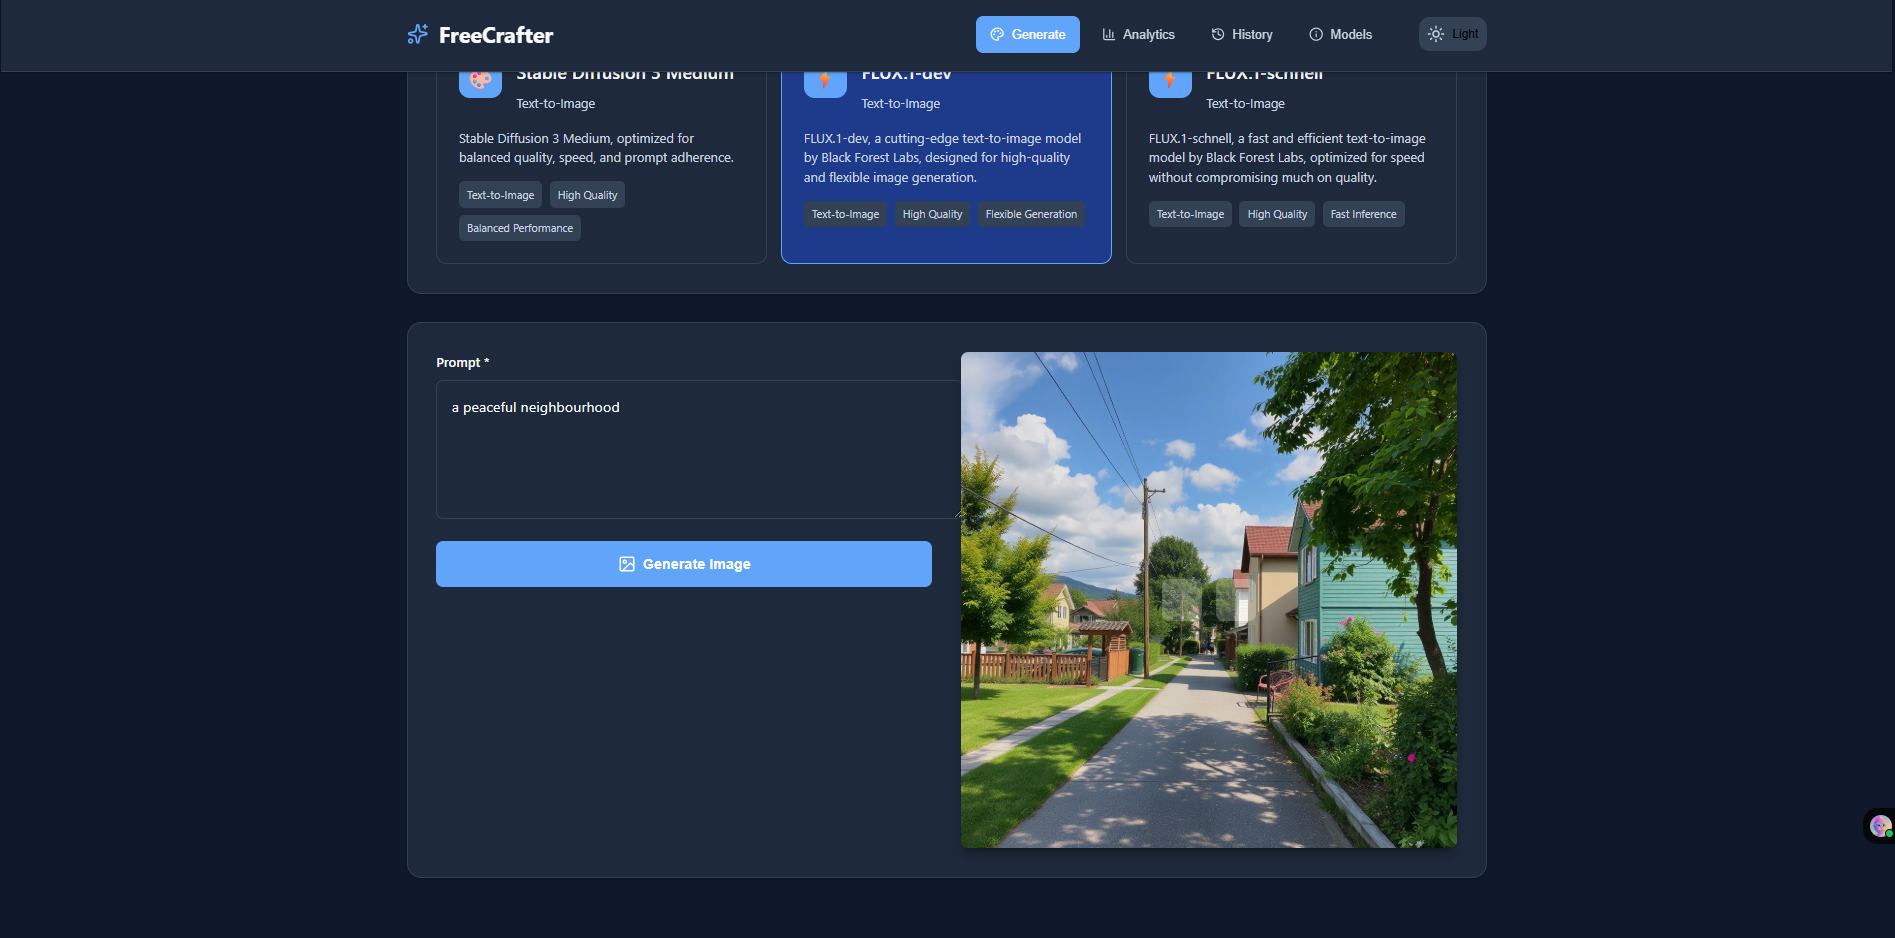 FreeCrafter
Generate
Analytics
History
Models
Light
Stable Diffusion 3 Medium
Text-to-Image
Stable Diffusion 3 Medium, optimized for
balanced quality, speed, and prompt adherence.
Text-to-Image
High Quality
Balanced Performance
FLUX.1-dev
Text-to-Image
FLUX.1-dev, a cutting-edge text-to-image model
by Black Forest Labs, designed for high-quality
and flexible image generation.
Text-to-Image
High Quality
Flexible Generation
FLUX.1-schnell
Text-to-Image
FLUX.1-schnell, a fast and efficient text-to-image
model by Black Forest Labs, optimized for speed
without compromising much on quality.
Text-to-Image
High Quality
Fast Inference
Prompt *
a peaceful neighbourhood
Generate Image